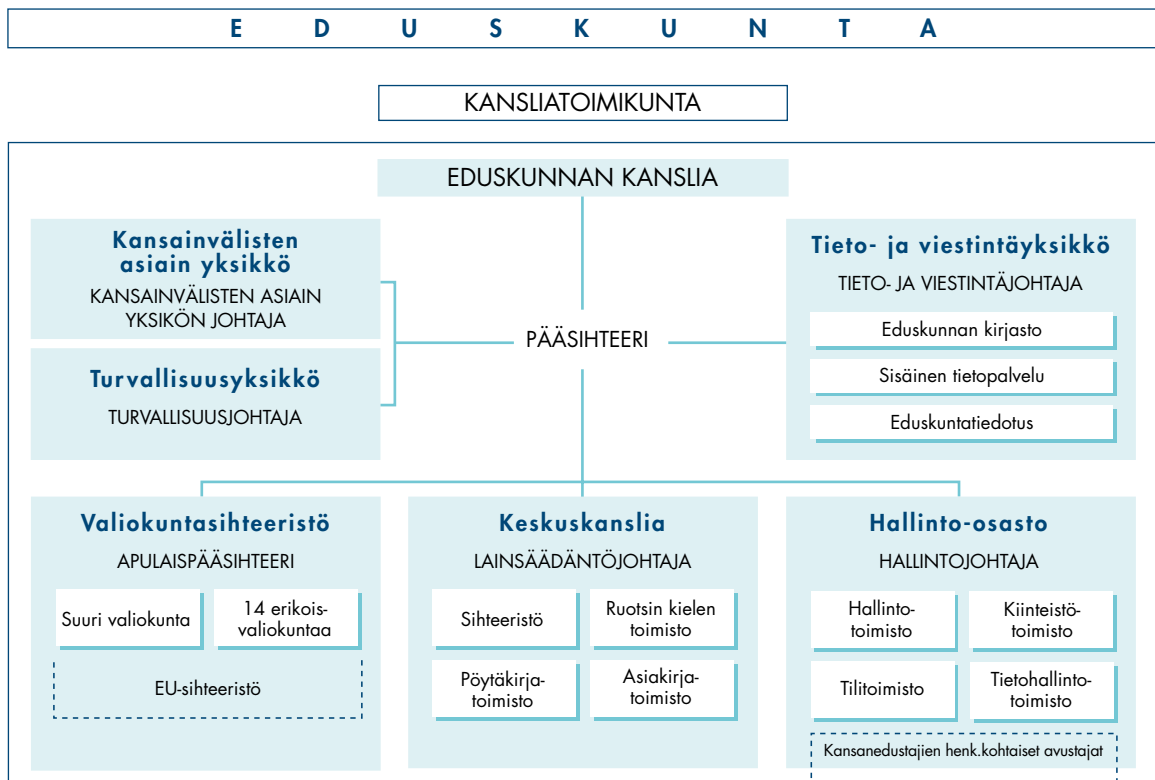 E D U S K U N T A
KANSLIATOIMIKUNTA
EDUSKUNNAN KANSLIA
Kansainvälisten
asiain yksikkö
KANSAINVÄLISTEN ASIAIN
YKSIKÖN JOHTAJA
Turvallisuusyksikkö
TURVALLISUUSJOHTAJA
PÄÄSIHTEERI
Tieto- ja viestintäyksikkö
TIETO- JA VIESTINTÄJOHTAJA
Eduskunnan kirjasto
Sisäinen tietopalvelu
Eduskuntatiedotus
Valiokuntasihteeristö
APULAISPÄÄSIHTEERI
Suuri valiokunta
14 erikois-
valiokuntaa
EU-sihteeristö
Keskuskanslia
LAINSÄÄDÄNTÖJOHTAJA
Sihteeristö
Ruotsin kielen
toimisto
Pöytäkirja-
toimisto
Asiakirja-
toimisto
Hallinto-osasto
HALLINTOJOHTAJA
Hallinto-
toimisto
Kiinteistö-
toimisto
Tilitoimisto
Tietohallinto-
toimisto
Kansanedustajien henk.kohtaiset avustajat